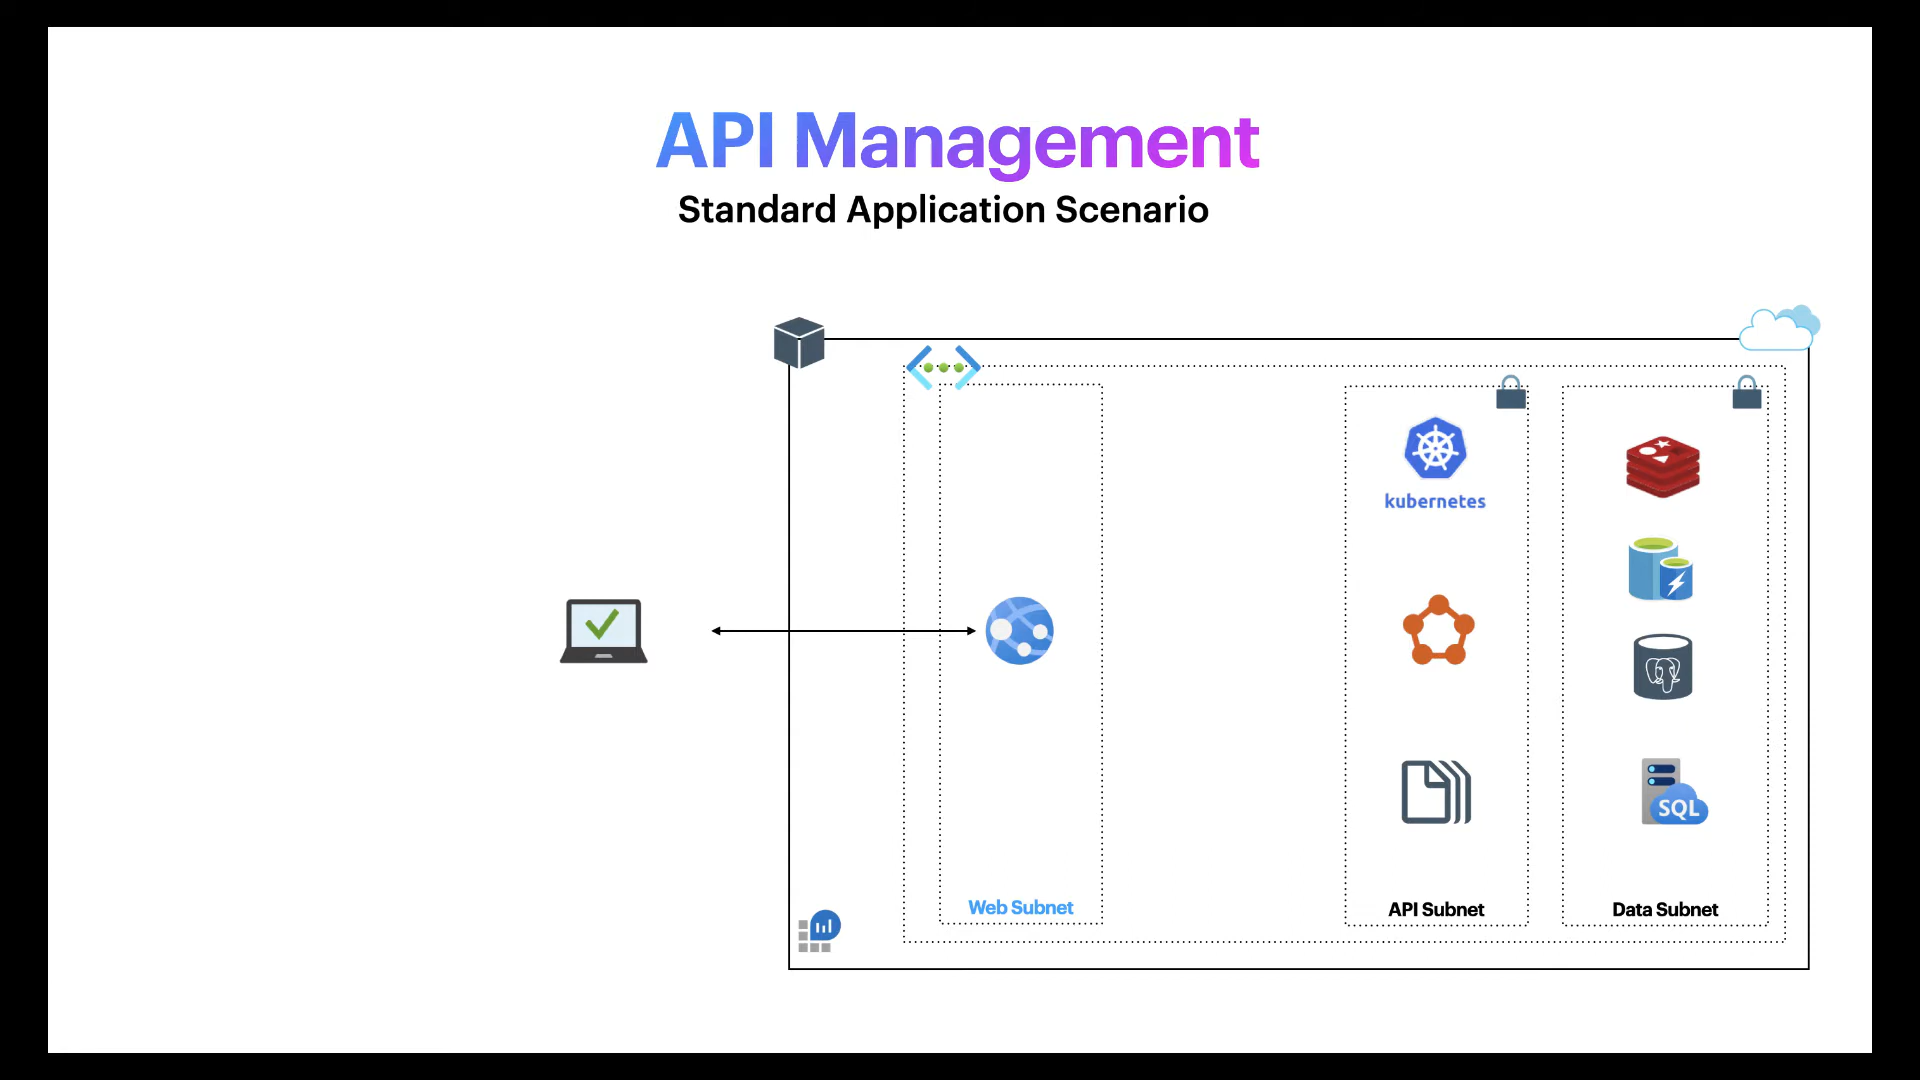 API Management
Standard Application Scenario
kubernetes
SQL
Web Subnet
API Subnet
Data Subnet